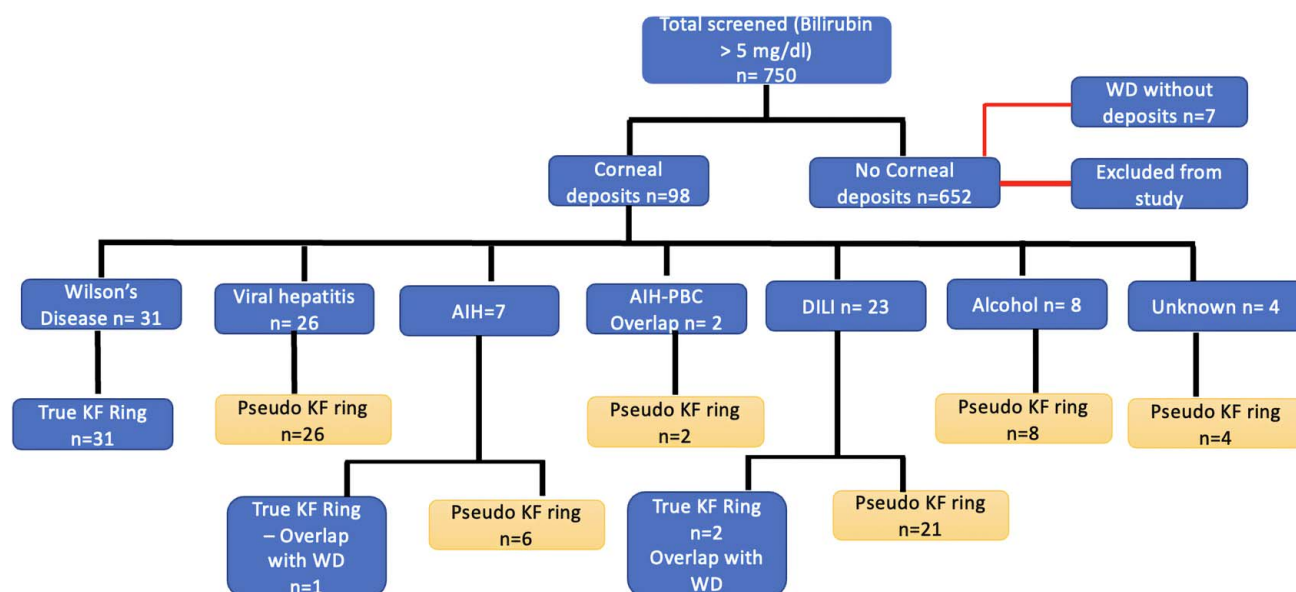 Total screened (Bilirubin
> 5 mg/dl)
n= 750
WD without
deposits n=7
Corneal
deposits n=98
No Corneal
deposits n=652
Excluded from
study
Wilson's
Disease n= 31
Viral hepatitis
n= 26
AIH=7
AIH-PBC
Overlap n= 2
DILI n= 23
Alcohol n= 8
Unknown n= 4
True KF Ring
n=31
Pseudo KF ring
n=26
Pseudo KF ring
n=2
Pseudo KF ring
n=8
Pseudo KF ring
n=4
True KF Ring
– Overlap
with WD
n=1
Pseudo KF ring
n=6
True KF Ring
n=2
Overlap with
WD
Pseudo KF ring
n=21